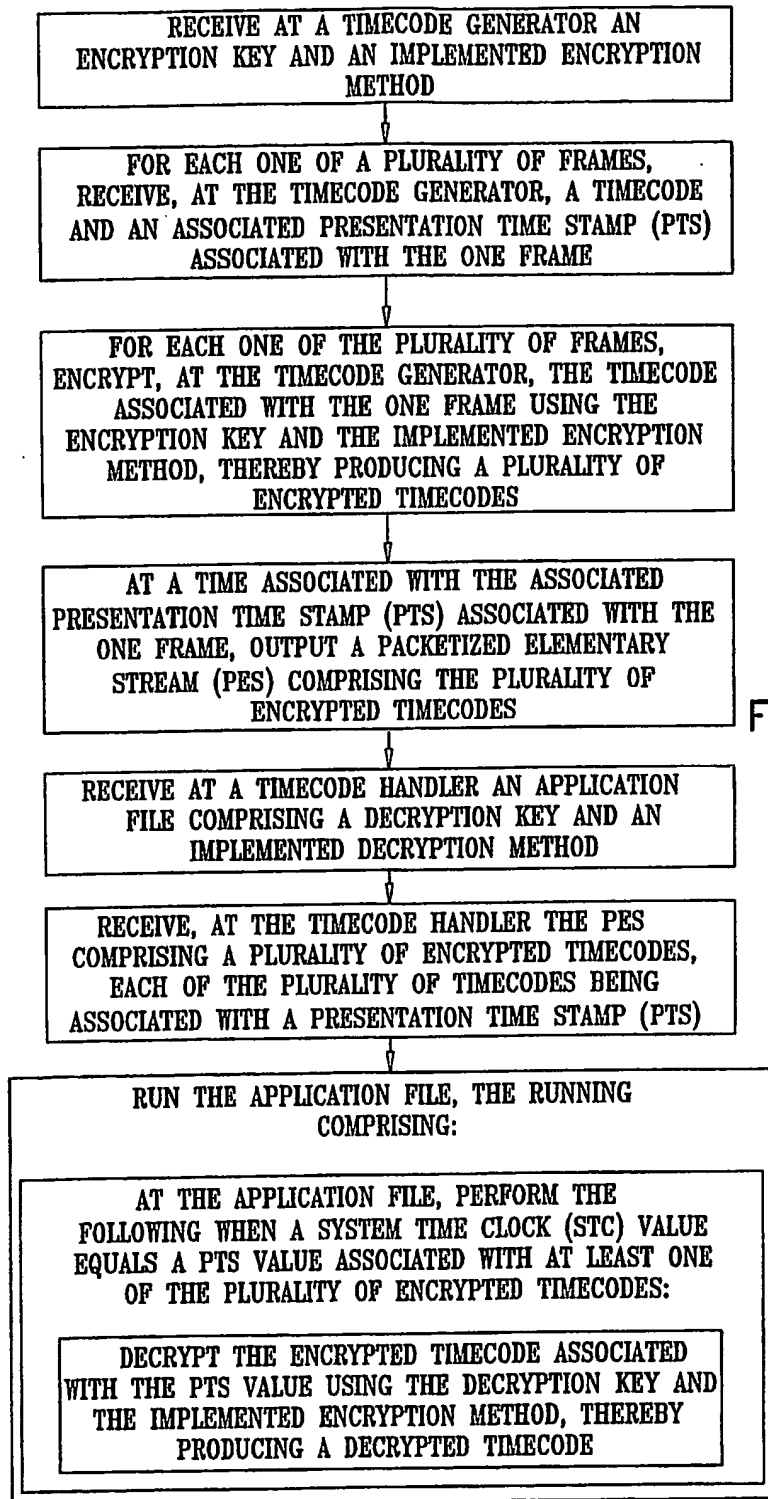 RECEIVE AT A TIMECODE GENERATOR AN
ENCRYPTION KEY AND AN IMPLEMENTED ENCRYPTION
METHOD
FOR EACH ONE OF A PLURALITY OF FRAMES,
RECEIVE, AT THE TIMECODE GENERATOR, A TIMECODE
AND AN ASSOCIATED PRESENTATION TIME STAMP (PTS)
ASSOCIATED WITH THE ONE FRAME
FOR EACH ONE OF THE PLURALITY OF FRAMES,
ENCRYPT, AT THE TIMECODE GENERATOR, THE TIMECODE
ASSOCIATED WITH THE ONE FRAME USING THE
ENCRYPTION KEY AND THE IMPLEMENTED ENCRYPTION
METHOD, THEREBY PRODUCING A PLURALITY OF
ENCRYPTED TIMECODES
AT A TIME ASSOCIATED WITH THE ASSOCIATED
PRESENTATION TIME STAMP (PTS) ASSOCIATED WITH THE
ONE FRAME, OUTPUT A PACKETIZED ELEMENTARY
STREAM (PES) COMPRISING THE PLURALITY OF
ENCRYPTED TIMECODES
F
RECEIVE AT A TIMECODE HANDLER AN APPLICATION
FILE COMPRISING A DECRYPTION KEY AND AN
IMPLEMENTED DECRYPTION METHOD
RECEIVE, AT THE TIMECODE HANDLER THE PES
COMPRISING A PLURALITY OF ENCRYPTED TIMECODES,
EACH OF THE PLURALITY OF TIMECODES BEING
ASSOCIATED WITH A PRESENTATION TIME STAMP (PTS)
RUN THE APPLICATION FILE, THE RUNNING
COMPRISING:
AT THE APPLICATION FILE, PERFORM THE
FOLLOWING WHEN A SYSTEM TIME CLOCK (STC) VALUE
EQUALS A PTS VALUE ASSOCIATED WITH AT LEAST ONE
OF THE PLURALITY OF ENCRYPTED TIMECODES:
DECRYPT THE ENCRYPTED TIMECODE ASSOCIATED
WITH THE PTS VALUE USING THE DECRYPTION KEY AND
THE IMPLEMENTED ENCRYPTION METHOD, THEREBY
PRODUCING A DECRYPTED TIMECODE